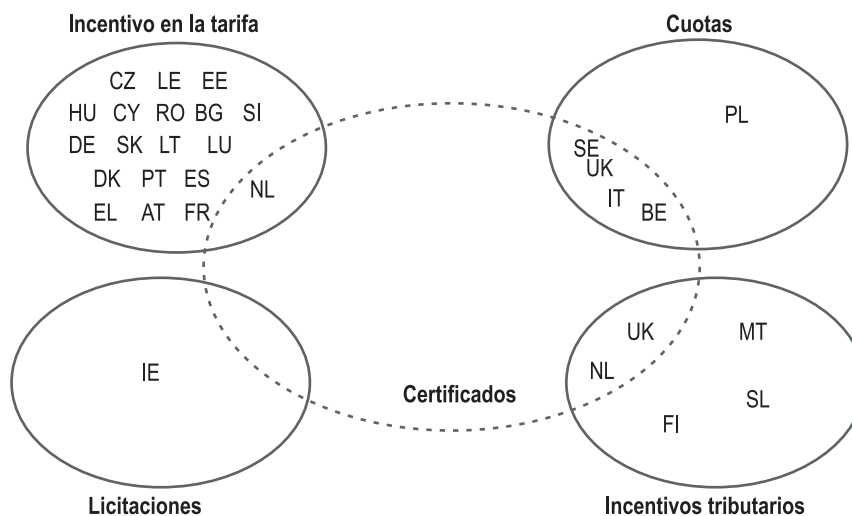 Incentivo en la tarifa
CZ LE EE
HU CY RO BG SI
DE SK LT LU
DK PT ES
NL
EL AT FR
Cuotas
PL
SE
UK
IT
BE
IE
Licitaciones
Certificados
UK MT
NL
SL
FI
Incentivos tributarios